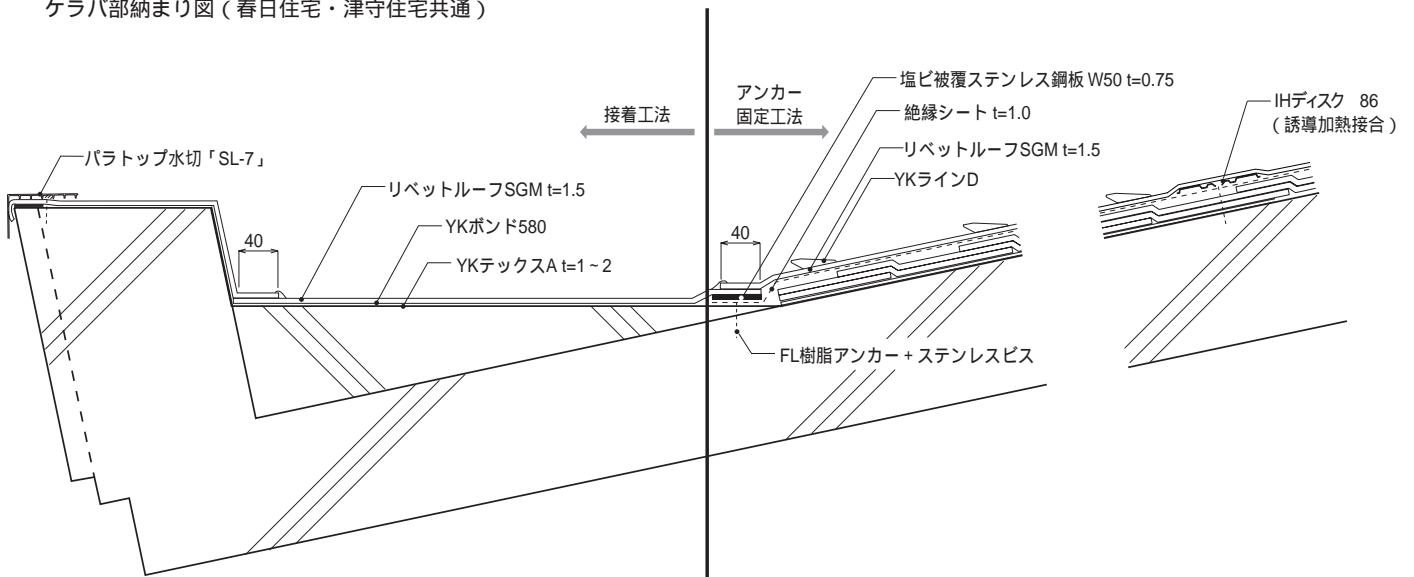 ケラバ部納まり図（春日住宅・津守住宅共通）
接着工法
アンカー
固定工法
塩ビ被覆ステンレス鋼板 W50 t=0.75
絶縁シート t=1.0
リベットルーフSGM t=1.5
YKラインD
IHディスク 86
（誘導加熱接合）
パラトップ水切「SL-7」
リベットルーフSGM t=1.5
YKボンド580
YKテックスA t=1~2
40
40
FL樹脂アンカー + ステンレスビス